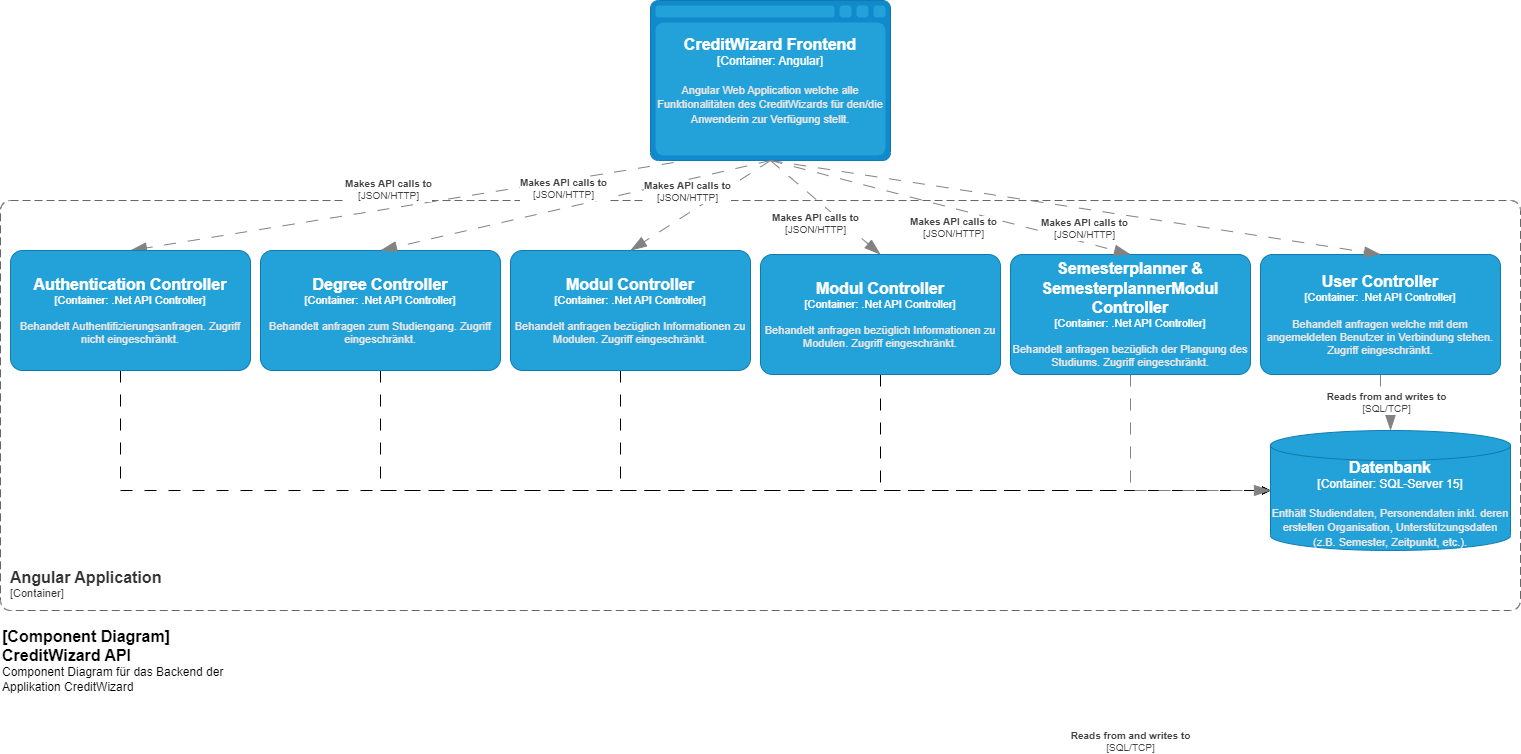 CreditWizard Frontend
[Container: Angular]
Angular Web Application welche alle
Funktionalitäten des CreditWizards für den/die
Anwenderin zur Verfügung stellt.
Makes API calls to
[JSON/HTTP]
Makes API calls to
[JSON/HTTP]
Makes API calls to
[JSON/HTTP]
Makes API calls to
[JSON/HTTP]
Makes API calls to
[JSON/HTTP]
Makes API calls to
[JSON/HTTP]
Authentication Controller
[Container: .Net API Controller]
Behandelt Authentifizierungsanfragen. Zugriff
nicht eingeschränkt.
Degree Controller
[Container: .Net API Controller]
Behandelt anfragen zum Studiengang. Zugriff
eingeschränkt.
Modul Controller
[Container: .Net API Controller]
Behandelt anfragen bezüglich Informationen zu
Modulen. Zugriff eingeschränkt.
Modul Controller
[Container: .Net API Controller]
Behandelt anfragen bezüglich Informationen zu
Modulen. Zugriff eingeschränkt.
Semesterplanner &
SemesterplannerModul
Controller
[Container: .Net API Controller]
Behandelt anfragen bezüglich der Plangung des
Studiums. Zugriff eingeschränkt.
User Controller
[Container: .Net API Controller]
Behandelt anfragen welche mit dem
angemeldeten Benutzer in Verbindung stehen.
Zugriff eingeschränkt.
Reads from and writes to
[SQL/TCP]
Datenbank
[Container: SQL-Server 15]
Enthält Studiendaten, Personendaten inkl. deren
erstellen Organisation, Unterstützungsdaten
(z.B. Semester, Zeitpunkt, etc.).
Angular Application
[Container]
[Component Diagram]
CreditWizard API
Component Diagram für das Backend der
Applikation CreditWizard
Reads from and writes to
[SQL/TCP]